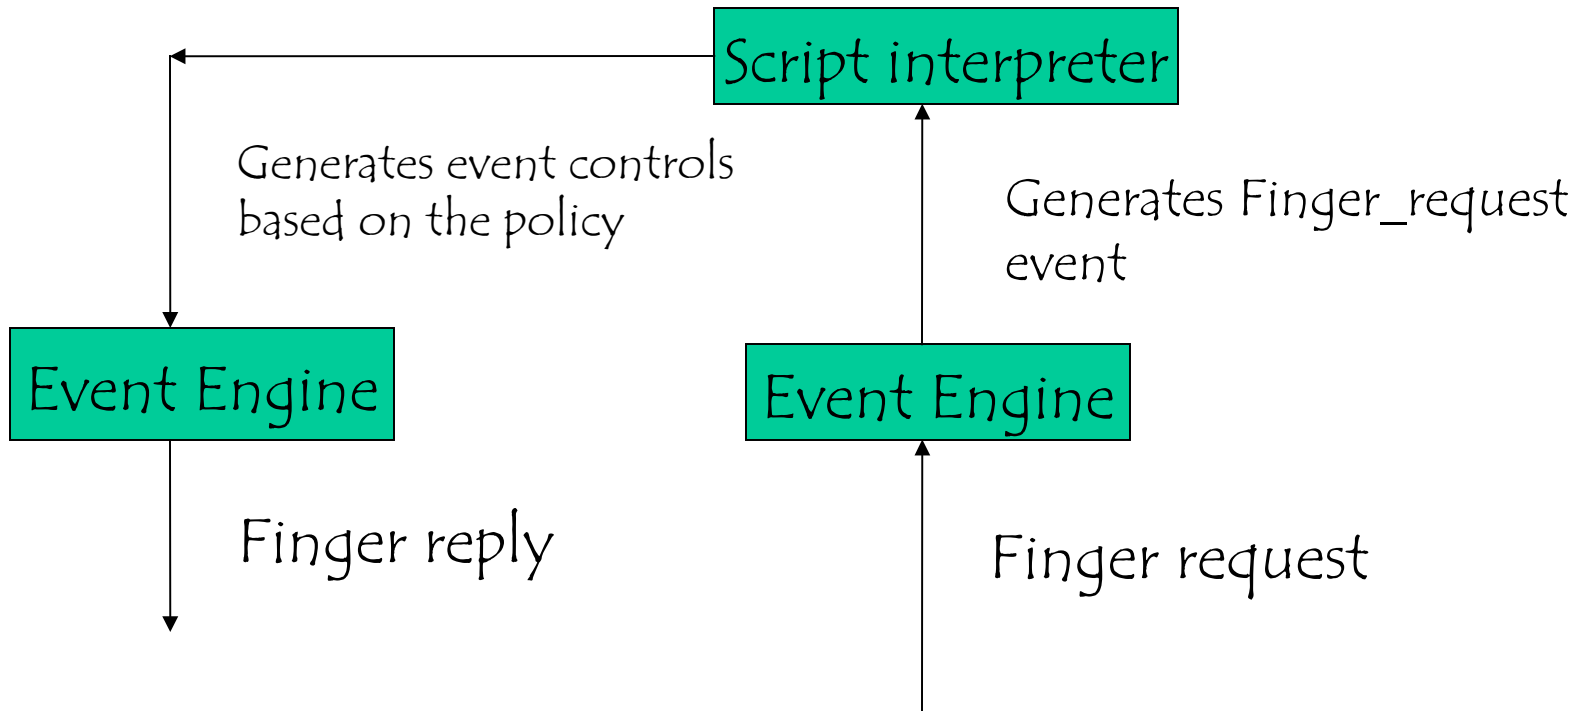 Script interpreter
Generates event controls
based on the policy
Generates Finger_request
event
Event Engine
Event Engine
Finger reply
Finger request